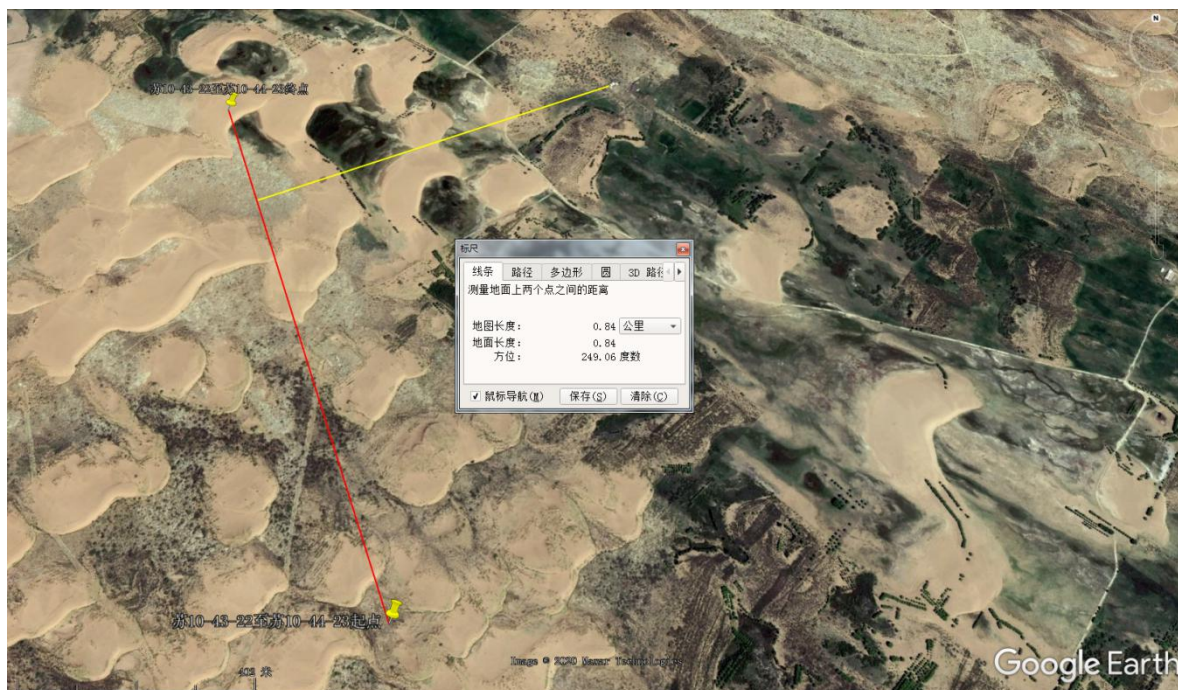 N
苏10-43-22至苏10-44-23终点
标尺
线条 路径 多边形 圆 3D 路径
测量地面上两个点之间的距离
地图长度: 0.84 公里
地面长度: 0.84
方位: 249.06 度数
鼠标导航(M) 保存(S) 清除(C)
苏10-43-22至苏10-44-23起点
402 米
Image © 2020 Maxar Technologies
Google Earth